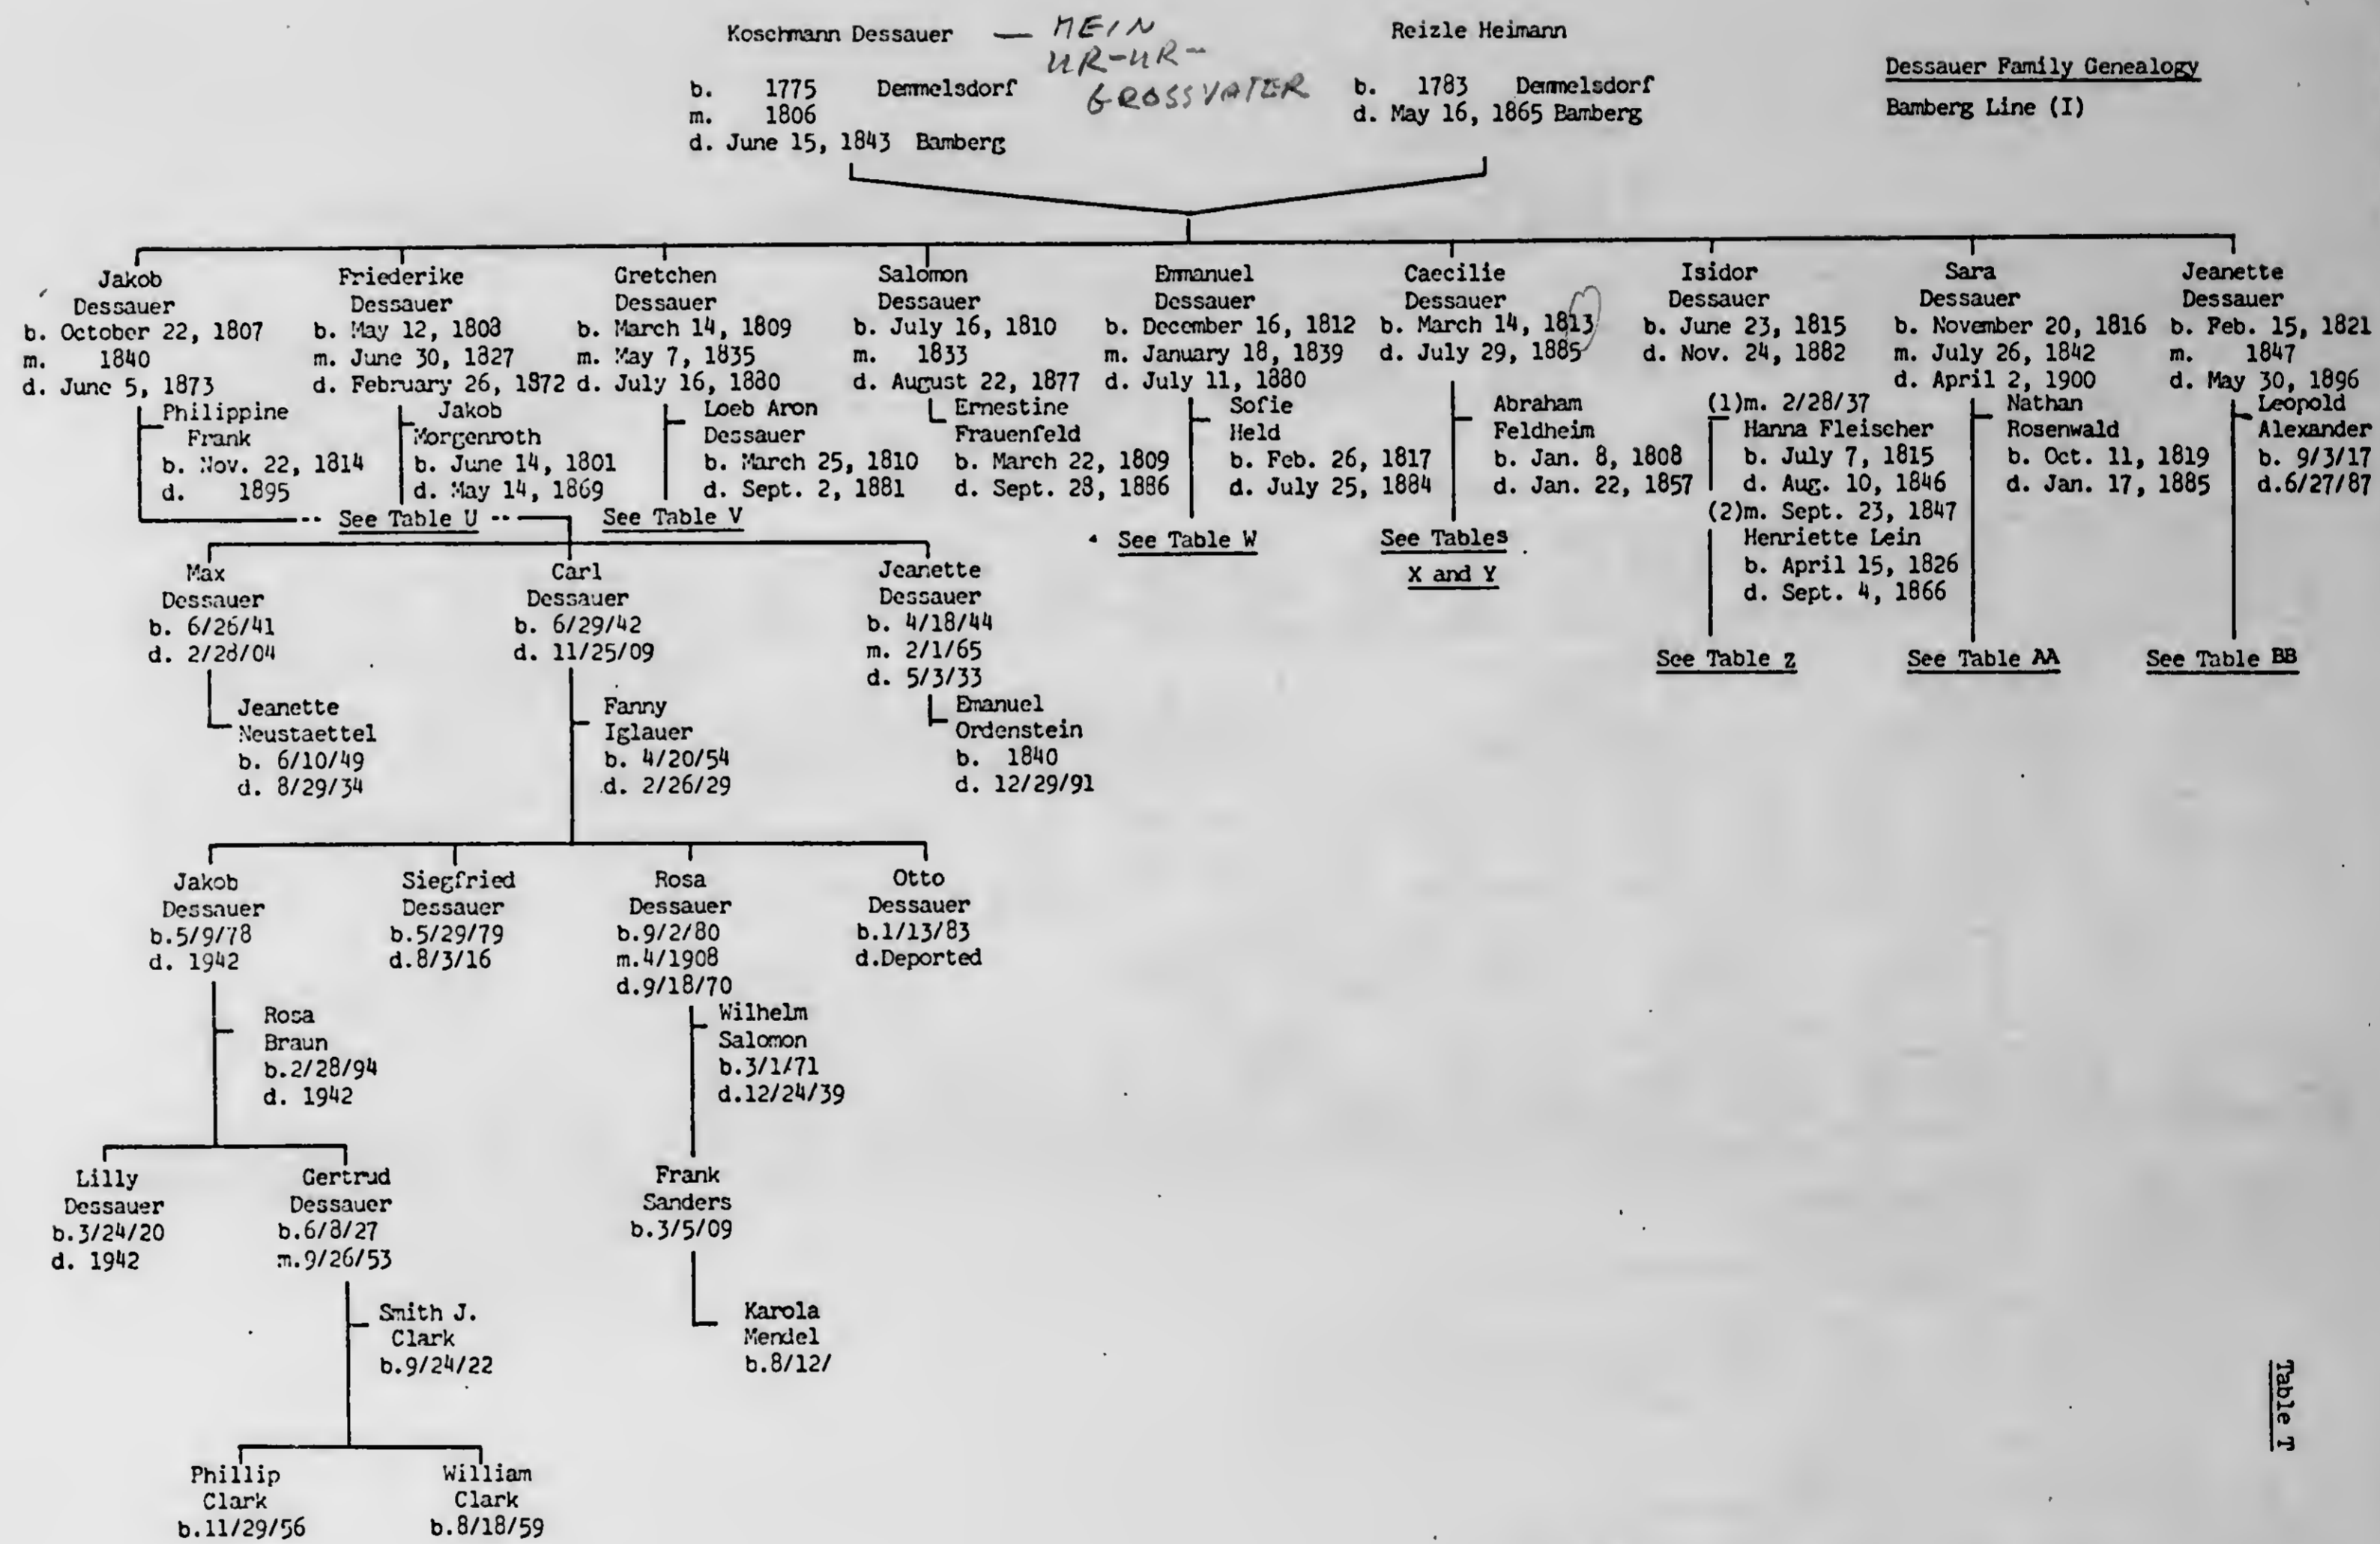 Koschmann Dessauer — MEIN
UR-UR-
GROSSVATER
b. 1775 Demmelsdorf
m. 1806
d. June 15, 1843 Bamberg
Reizle Heimann
b. 1783 Demmelsdorf
d. May 16, 1865 Bamberg
Dessauer Family Genealogy
Bamberg Line (I)
Jakob
Dessauer
b. October 22, 1807
m. 1840
d. June 5, 1873
Philippine
Frank
b. Nov. 22, 1814
d. 1895
Friederike
Dessauer
b. May 12, 1808
m. June 30, 1827
d. February 26, 1872
Jakob
Morgenroth
b. June 14, 1801
d. May 14, 1869
See Table U
Gretchen
Dessauer
b. March 14, 1809
m. May 7, 1835
d. July 16, 1880
Loeb Aron
Dessauer
b. March 25, 1810
d. Sept. 2, 1881
See Table V
Salomon
Dessauer
b. July 16, 1810
m. 1833
d. August 22, 1877
Ernestine
Frauenfeld
b. March 22, 1809
d. Sept. 28, 1886
Emmanuel
Dessauer
b. December 16, 1812
m. January 18, 1839
d. July 11, 1880
Sofie
Held
b. Feb. 26, 1817
d. July 25, 1884
See Table W
Caecilie
Dessauer
b. March 14, 1813
d. July 29, 1885
Abraham
Feldheim
b. Jan. 8, 1808
d. Jan. 22, 1857
See Tables
X and Y
Isidor
Dessauer
b. June 23, 1815
d. Nov. 24, 1882
(1)m. 2/28/37
Hanna Fleischer
b. July 7, 1815
d. Aug. 10, 1846
(2)m. Sept. 23, 1847
Henriette Lein
b. April 15, 1826
d. Sept. 4, 1866
See Table Z
Sara
Dessauer
b. November 20, 1816
m. July 26, 1842
d. April 2, 1900
Nathan
Rosenwald
b. Oct. 11, 1819
d. Jan. 17, 1885
See Table AA
Jeanette
Dessauer
b. Feb. 15, 1821
m. 1847
d. May 30, 1896
Leopold
Alexander
b. 9/3/17
d.6/27/87
See Table BB
Max
Dessauer
b. 6/26/41
d. 2/28/04
Jeanette
Neustaettel
b. 6/10/49
d. 8/29/34
Carl
Dessauer
b. 6/29/42
d. 11/25/09
Fanny
Iglauer
b. 4/20/54
d. 2/26/29
Jeanette
Dessauer
b. 4/18/44
m. 2/1/65
d. 5/3/33
Emanuel
Ordenstein
b. 1840
d. 12/29/91
Jakob
Dessauer
b.5/9/78
d. 1942
Rosa
Braun
b.2/28/94
d. 1942
Siegfried
Dessauer
b.5/29/79
d.8/3/16
Rosa
Dessauer
b.9/2/80
m.4/1908
d.9/18/70
Wilhelm
Salomon
b.3/1/71
d.12/24/39
Otto
Dessauer
b.1/13/83
d.Deported
Lilly
Dessauer
b.3/24/20
d. 1942
Gertrud
Dessauer
b.6/8/27
m.9/26/53
Smith J.
Clark
b.9/24/22
Frank
Sanders
b.3/5/09
Karola
Mendel
b.8/12/
Phillip
Clark
b.11/29/56
William
Clark
b.8/18/59
Table T